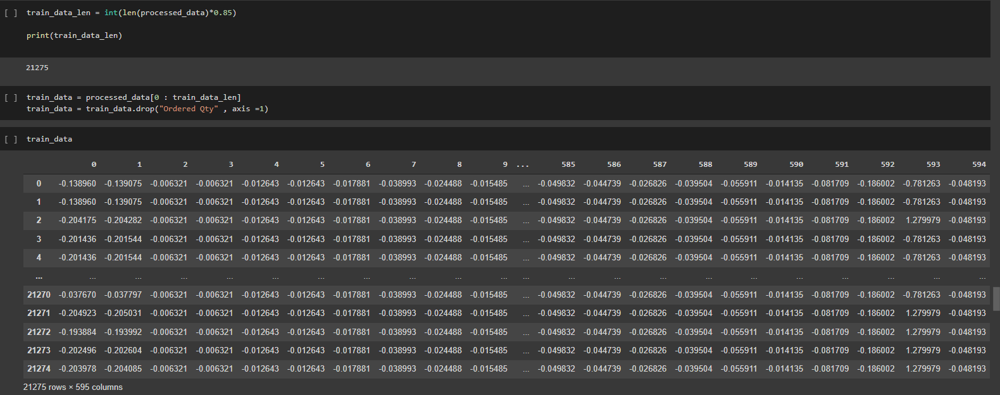 [ ] train_data_len = int(len(processed_data)*0.85)
print(train_data_len)
21275
[ ] train_data = processed_data[0 : train_data_len]
train_data = train_data.drop("Ordered Qty" , axis =1)
[ ] train_data
0 1 2 3 4 5 6 7 8 9 ... 585 586 587 588 589 590 591 592 593 594
0 -0.138960 -0.139075 -0.006321 -0.006321 -0.012643 -0.012643 -0.017881 -0.038993 -0.024488 -0.015485 ... -0.049832 -0.044739 -0.026826 -0.039504 -0.055911 -0.014135 -0.081709 -0.186002 -0.781263 -0.048193
1 -0.138960 -0.139075 -0.006321 -0.006321 -0.012643 -0.012643 -0.017881 -0.038993 -0.024488 -0.015485 ... -0.049832 -0.044739 -0.026826 -0.039504 -0.055911 -0.014135 -0.081709 -0.186002 -0.781263 -0.048193
2 -0.204175 -0.204282 -0.006321 -0.006321 -0.012643 -0.012643 -0.017881 -0.038993 -0.024488 -0.015485 ... -0.049832 -0.044739 -0.026826 -0.039504 -0.055911 -0.014135 -0.081709 -0.186002 1.279979 -0.048193
3 -0.201436 -0.201544 -0.006321 -0.006321 -0.012643 -0.012643 -0.017881 -0.038993 -0.024488 -0.015485 ... -0.049832 -0.044739 -0.026826 -0.039504 -0.055911 -0.014135 -0.081709 -0.186002 -0.781263 -0.048193
4 -0.201436 -0.201544 -0.006321 -0.006321 -0.012643 -0.012643 -0.017881 -0.038993 -0.024488 -0.015485 ... -0.049832 -0.044739 -0.026826 -0.039504 -0.055911 -0.014135 -0.081709 -0.186002 -0.781263 -0.048193
... ... ... ... ... ... ... ... ... ... ... ... ... ... ... ... ... ... ... ... ... ...
21270 -0.037670 -0.037797 -0.006321 -0.006321 -0.012643 -0.012643 -0.017881 -0.038993 -0.024488 -0.015485 ... -0.049832 -0.044739 -0.026826 -0.039504 -0.055911 -0.014135 -0.081709 -0.186002 -0.781263 -0.048193
21271 -0.204923 -0.205031 -0.006321 -0.006321 -0.012643 -0.012643 -0.017881 -0.038993 -0.024488 -0.015485 ... -0.049832 -0.044739 -0.026826 -0.039504 -0.055911 -0.014135 -0.081709 -0.186002 1.279979 -0.048193
21272 -0.193884 -0.193992 -0.006321 -0.006321 -0.012643 -0.012643 -0.017881 -0.038993 -0.024488 -0.015485 ... -0.049832 -0.044739 -0.026826 -0.039504 -0.055911 -0.014135 -0.081709 -0.186002 1.279979 -0.048193
21273 -0.202496 -0.202604 -0.006321 -0.006321 -0.012643 -0.012643 -0.017881 -0.038993 -0.024488 -0.015485 ... -0.049832 -0.044739 -0.026826 -0.039504 -0.055911 -0.014135 -0.081709 -0.186002 1.279979 -0.048193
21274 -0.203978 -0.204085 -0.006321 -0.006321 -0.012643 -0.012643 -0.017881 -0.038993 -0.024488 -0.015485 ... -0.049832 -0.044739 -0.026826 -0.039504 -0.055911 -0.014135 -0.081709 -0.186002 1.279979 -0.048193
21275 rows × 595 columns